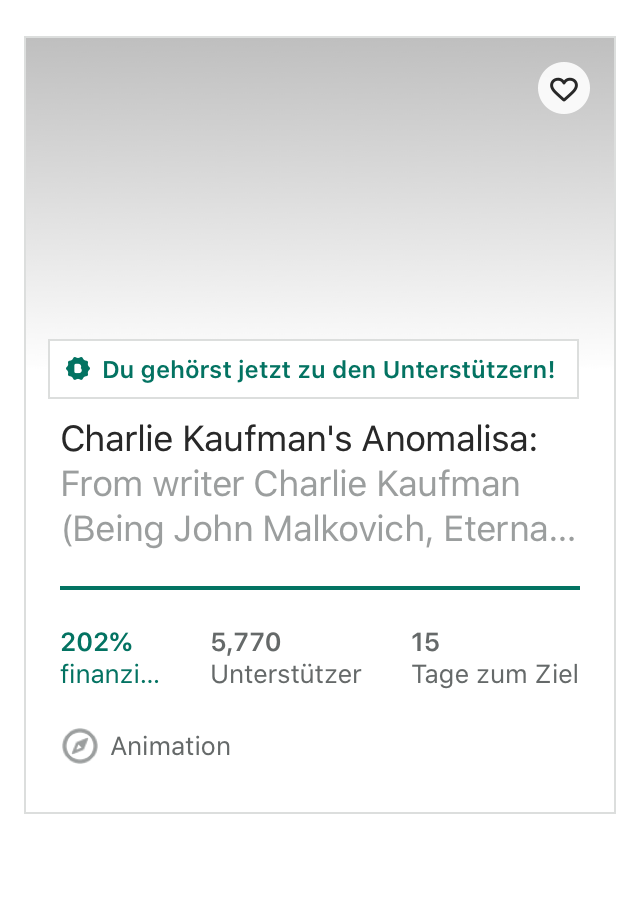 Du gehörst jetzt zu den Unterstützern!
Charlie Kaufman's Anomalisa:
From writer Charlie Kaufman
(Being John Malkovich, Eterna...
202% 5,770 15
finanzi... Unterstützer Tage zum Ziel
Animation